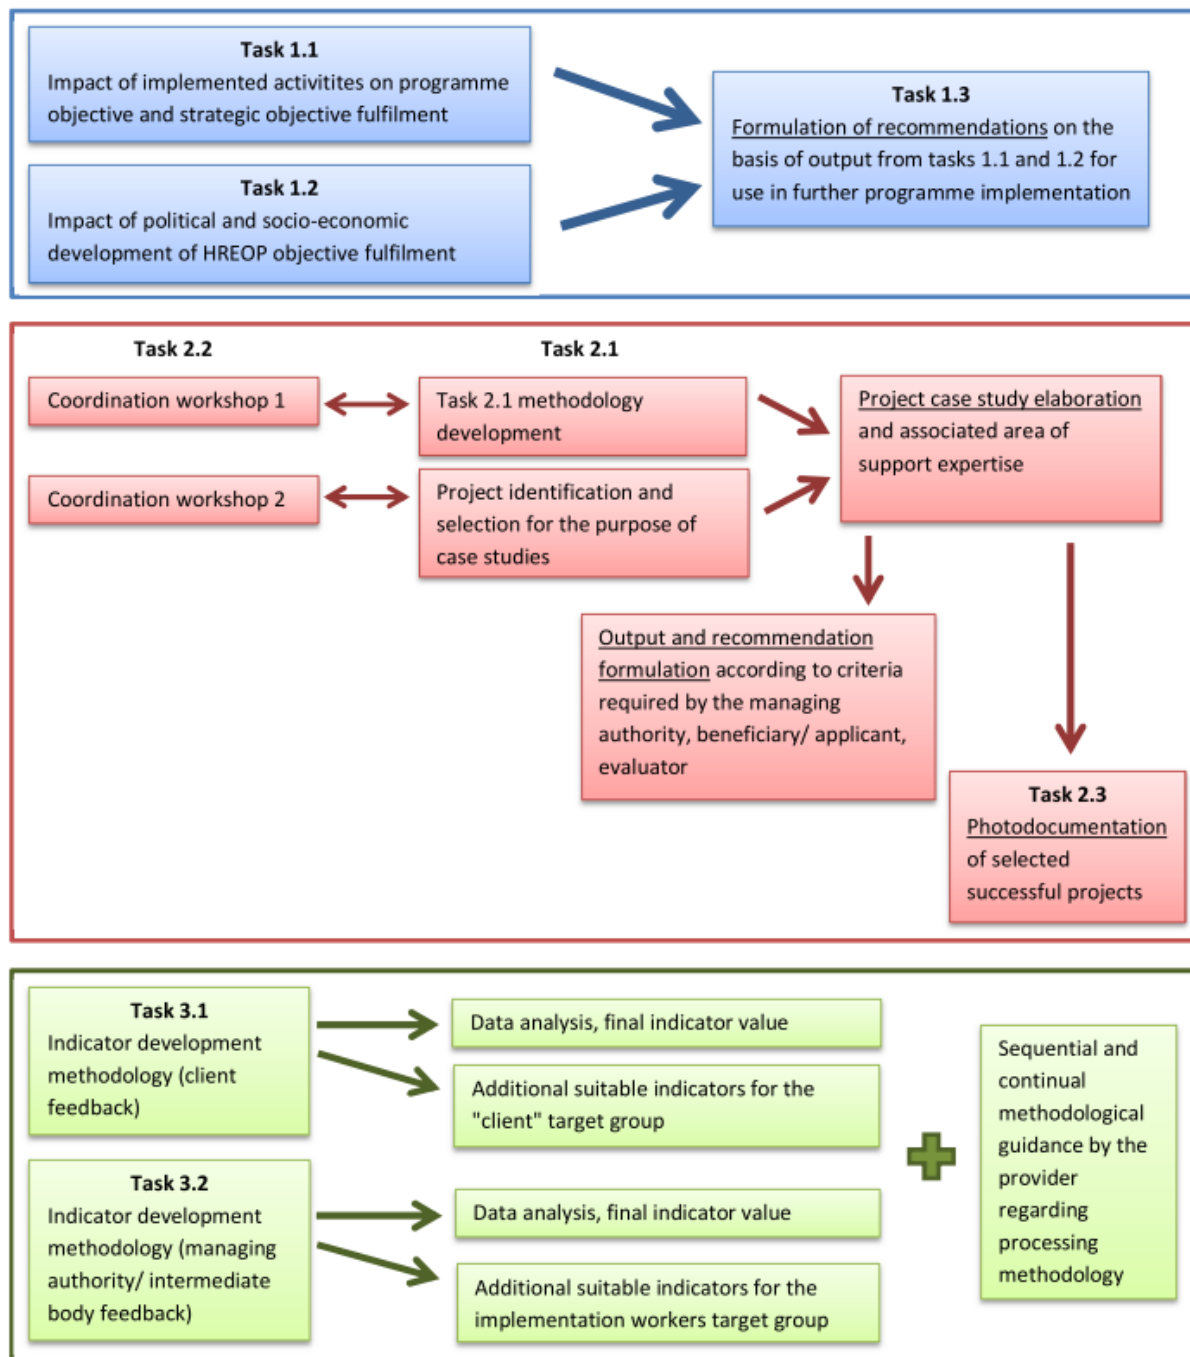 Task 1.1
Impact of implemented activitites on programme
objective and strategic objective fulfilment
Task 1.2
Impact of political and socio-economic
development of HREOP objective fulfilment
Task 1.3
Formulation of recommendations on the
basis of output from tasks 1.1 and 1.2 for
use in further programme implementation
Task 2.2
Task 2.1
Coordination workshop 1
Task 2.1 methodology
development
Project case study elaboration
and associated area of
support expertise
Coordination workshop 2
Project identification and
selection for the purpose of
case studies
Output and recommendation
formulation according to criteria
required by the managing
authority, beneficiary/ applicant,
evaluator
Task 2.3
Photodocumentation
of selected
successful projects
Task 3.1
Indicator development
methodology (client
feedback)
Data analysis, final indicator value
Additional suitable indicators for the
"client" target group
Task 3.2
Indicator development
methodology (managing
authority/ intermediate
body feedback)
Data analysis, final indicator value
Additional suitable indicators for the
implementation workers target group
Sequential and
continual
methodological
guidance by the
provider
regarding
processing
methodology